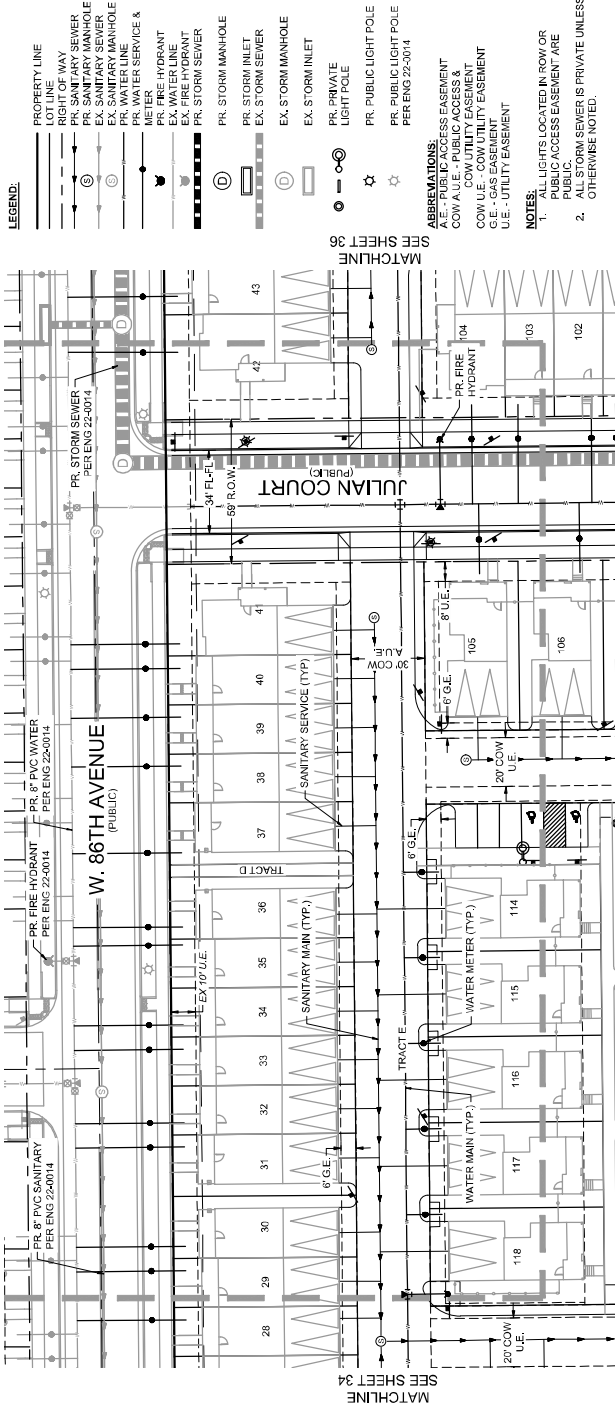 LEGEND:
PROPERTY LINE
LOT LINE
RIGHT OF WAY
PR. SANITARY SEWER
PR. SANITARY MANHOLE
EX. SANITARY SEWER
EX. SANITARY MANHOLE
PR. WATER LINE
PR. WATER SERVICE &
METER
PR. FIRE HYDRANT
EX. WATER LINE
EX. FIRE HYDRANT
PR. STORM SEWER
PR. STORM MANHOLE
PR. STORM INLET
EX. STORM SEWER
EX. STORM MANHOLE
EX. STORM INLET
PR. PRIVATE
LIGHT POLE
PR. PUBLIC LIGHT POLE
PR. PUBLIC LIGHT POLE
PER ENG 22-0014
S
S
D
D
ABBREVIATIONS:
A.E. - PUBLIC ACCESS EASEMENT
COW A.U.E. - PUBLIC ACCESS &
COW UTILITY EASEMENT
COW U.E. - COW UTILITY EASEMENT
G.E. - GAS EASEMENT
U.E. - UTILITY EASEMENT
NOTES:
1. ALL LIGHTS LOCATED IN ROW OR
PUBLIC ACCESS EASEMENT ARE
PUBLIC.
2. ALL STORM SEWER IS PRIVATE UNLESS
OTHERWISE NOTED.
PR. 8" PVC SANITARY
PER ENG 22-0014
PR. FIRE HYDRANT
PER ENG 22-0014
PR. 8" PVC WATER
PER ENG 22-0014
PR. STORM SEWER
PER ENG 22-0014
W. 86TH AVENUE
(PUBLIC)
S
S
S
D
D
EX 10' U.E.
34' FL-FL
59' R.O.W.
28
29
30
31
32
33
34
35
36
TRACT D
37
38
39
40
41
42
43
6' G.E.
SANITARY MAIN (TYP.)
SANITARY SERVICE (TYP)
30' COW
A.U.E.
JULIAN COURT
(PUBLIC)
MATCHLINE
SEE SHEET 34
MATCHLINE
SEE SHEET 36
S
S
S
TRACT E
WATER MAIN (TYP.)
WATER METER (TYP.)
6' G.E.
6' G.E.
8' U.E.
PR. FIRE
HYDRANT
20' COW
U.E.
S
20' COW
U.E.
118
117
116
115
114
105
106
104
103
102